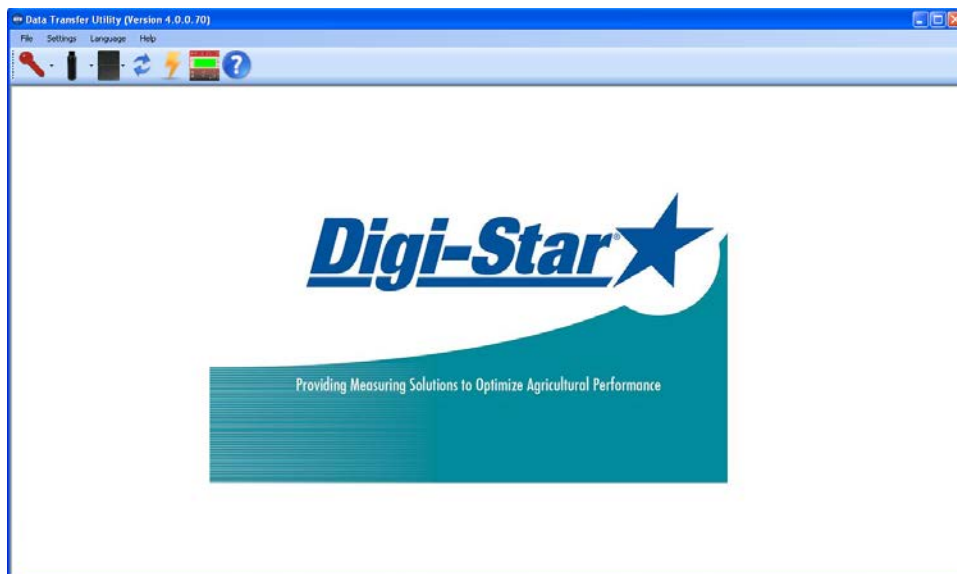 Data Transfer Utility (Version 4.0.0.70)
File Settings Language Help
?
Digi-Star®
Providing Measuring Solutions to Optimize Agricultural Performance